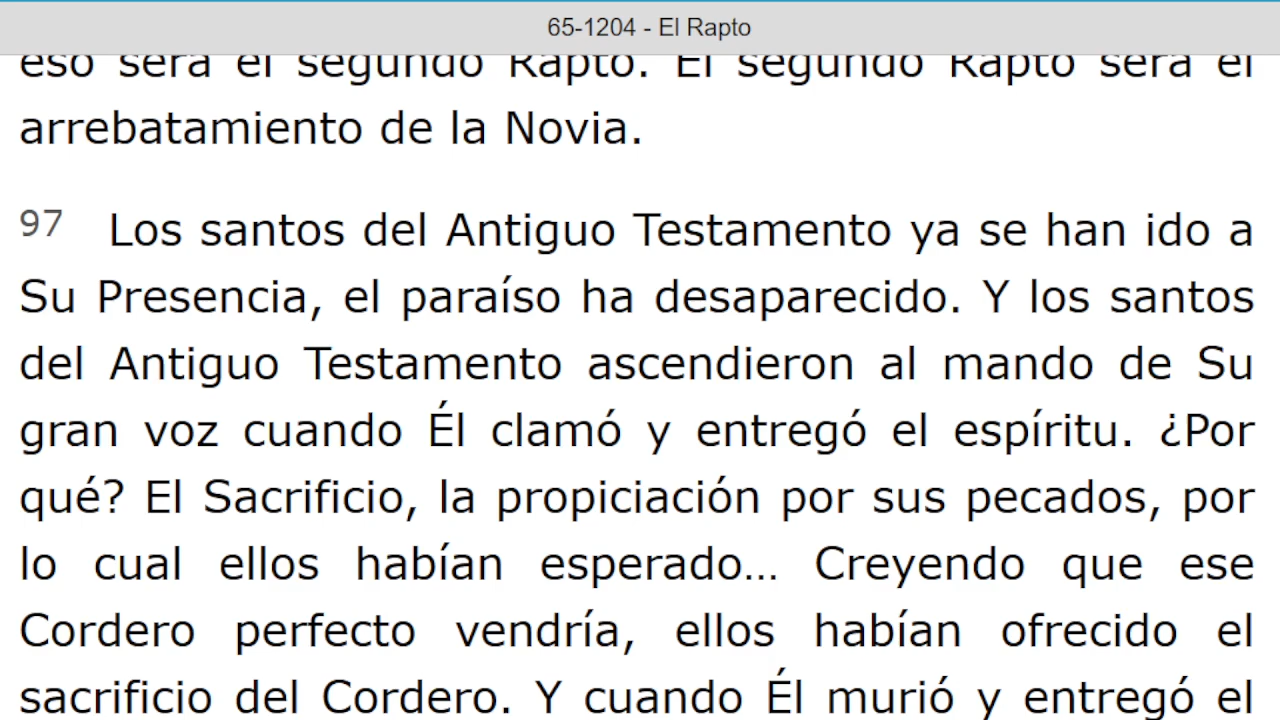 65-1204 - El Rapto
eso será el segundo Rapto. El segundo Rapto será el
arrebatamiento de la Novia.
97 Los santos del Antiguo Testamento ya se han ido a
Su Presencia, el paraíso ha desaparecido. Y los santos
del Antiguo Testamento ascendieron al mando de Su
gran voz cuando Él clamó y entregó el espíritu. ¿Por
qué? El Sacrificio, la propiciación por sus pecados, por
lo cual ellos habían esperado... Creyendo que ese
Cordero perfecto vendría, ellos habían ofrecido el
sacrificio del Cordero. Y cuando Él murió y entregó el